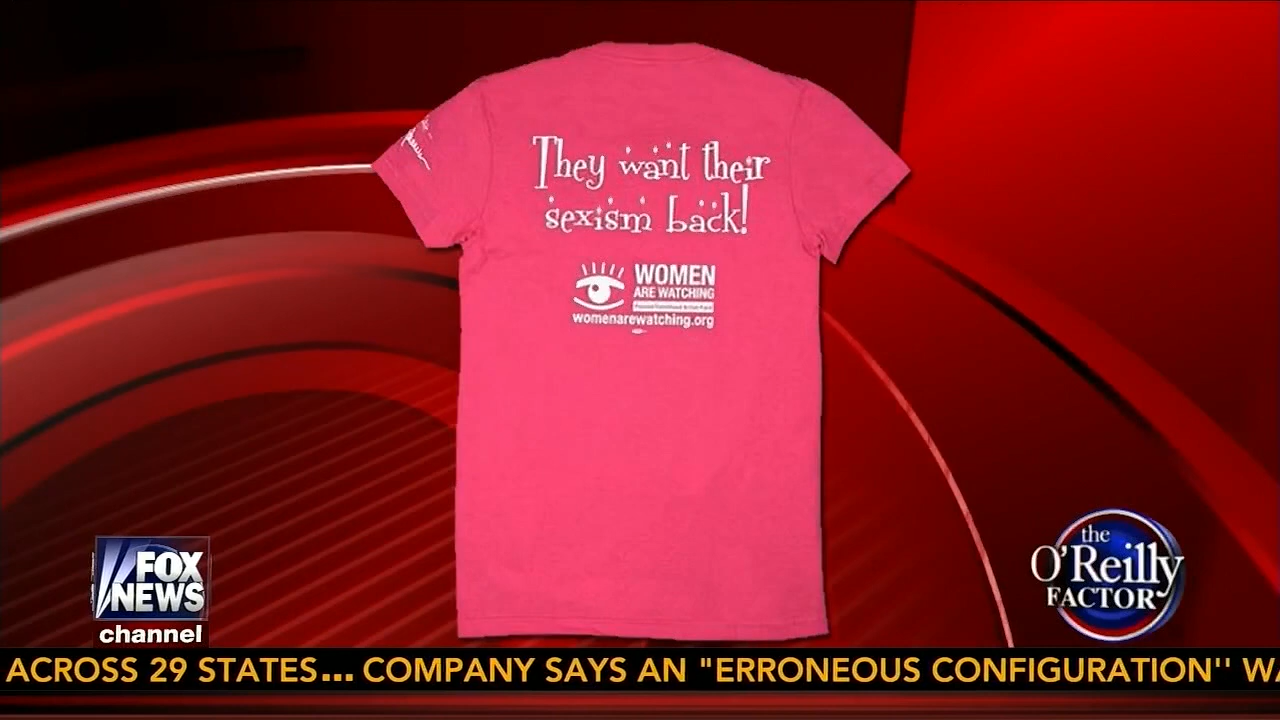 They want their
sexism back!
WOMEN
ARE WATCHING
womenarewatching.org
FOX
NEWS
channel
the
O'Reilly
FACTOR
ACROSS 29 STATES... COMPANY SAYS AN "ERRONEOUS CONFIGURATION" WA